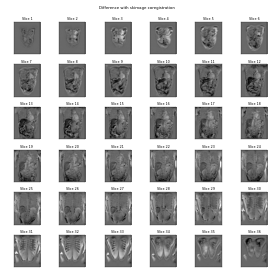 Difference with skimage coregistration
Slice 1 Slice 2 Slice 3 Slice 4 Slice 5 Slice 6
Slice 7 Slice 8 Slice 9 Slice 10 Slice 11 Slice 12
Slice 13 Slice 14 Slice 15 Slice 16 Slice 17 Slice 18
Slice 19 Slice 20 Slice 21 Slice 22 Slice 23 Slice 24
Slice 25 Slice 26 Slice 27 Slice 28 Slice 29 Slice 30
Slice 31 Slice 32 Slice 33 Slice 34 Slice 35 Slice 36